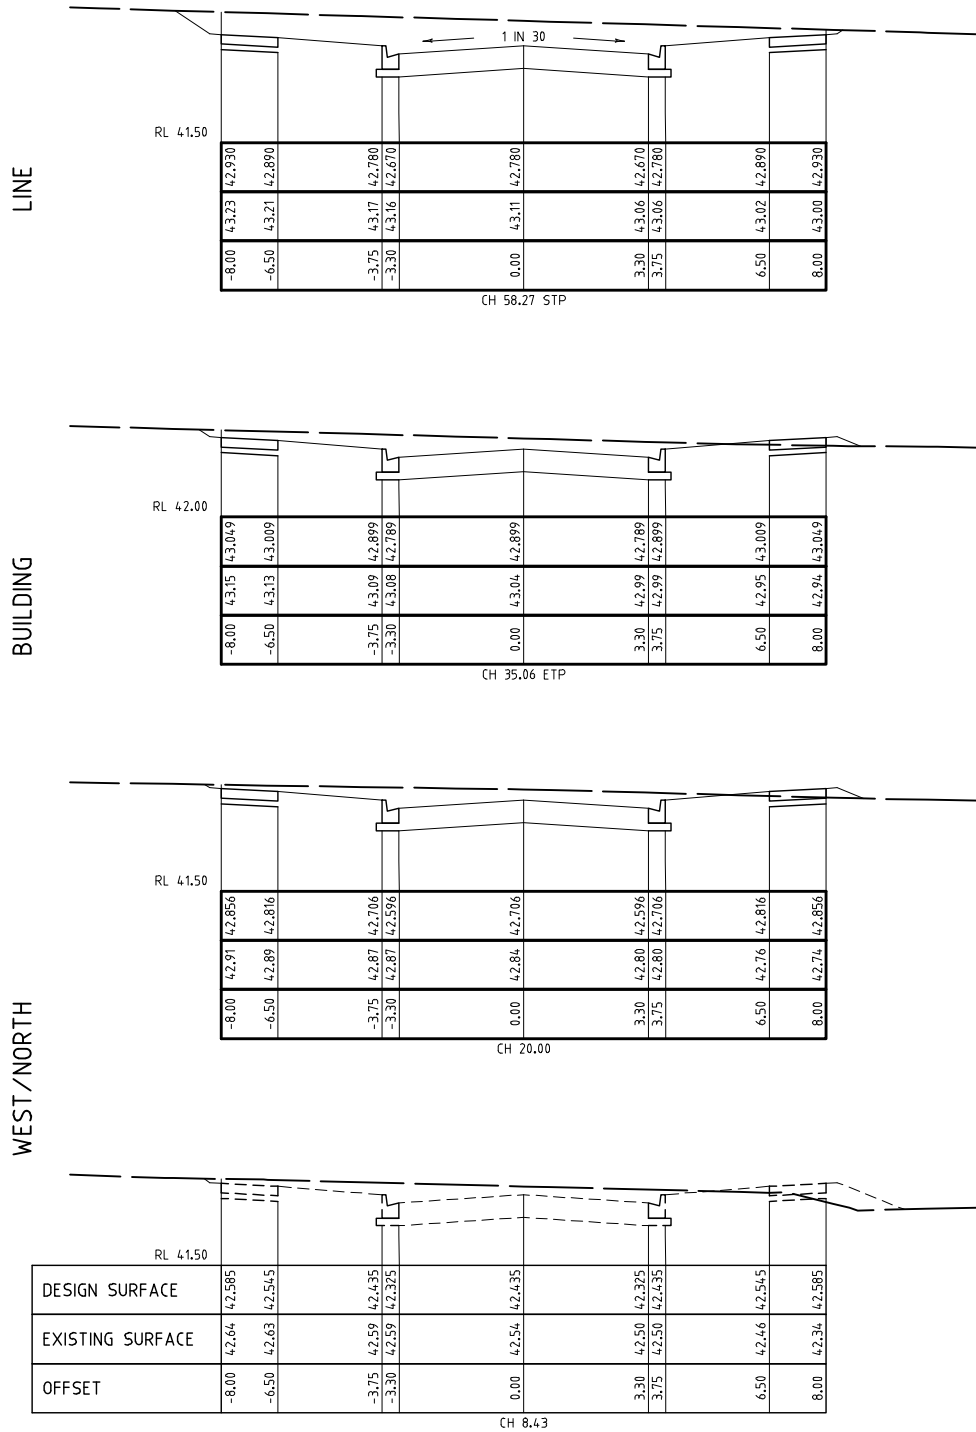 LINE
1 IN 30
RL 41.50
42.930 42.890 42.780 42.670 42.780 42.670 42.780 42.890 42.930
43.23 43.21 43.17 43.16 43.11 43.06 43.06 43.02 43.00
-8.00 -6.50 -3.75 -3.30 0.00 3.30 3.75 6.50 8.00
CH 58.27 STP
BUILDING
RL 42.00
43.049 43.009 42.899 42.789 42.899 42.789 42.899 43.009 43.049
43.15 43.13 43.09 43.08 43.04 42.99 42.99 42.95 42.94
-8.00 -6.50 -3.75 -3.30 0.00 3.30 3.75 6.50 8.00
CH 35.06 ETP
WEST/NORTH
RL 41.50
42.856 42.816 42.706 42.596 42.706 42.596 42.706 42.816 42.856
42.91 42.89 42.87 42.87 42.84 42.80 42.80 42.76 42.74
-8.00 -6.50 -3.75 -3.30 0.00 3.30 3.75 6.50 8.00
CH 20.00
RL 41.50
DESIGN SURFACE 42.585 42.545 42.435 42.325 42.435 42.325 42.435 42.545 42.585
EXISTING SURFACE 42.64 42.63 42.59 42.59 42.54 42.50 42.50 42.46 42.34
OFFSET -8.00 -6.50 -3.75 -3.30 0.00 3.30 3.75 6.50 8.00
CH 8.43